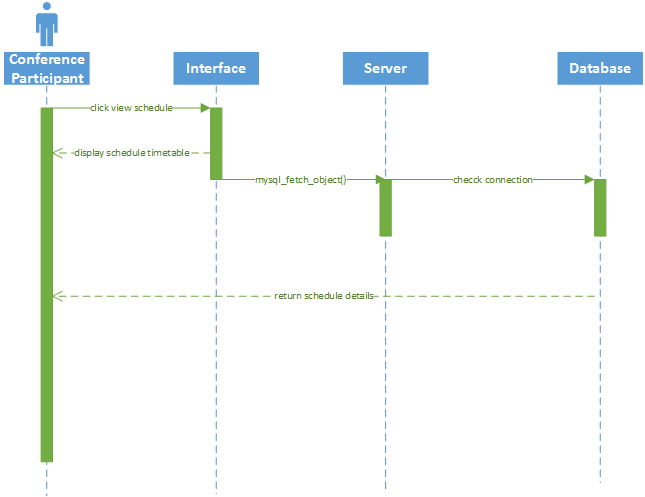 Conference
Participant
Interface
Server
Database
click view schedule
display schedule timetable
mysql_fetch_object()
checck connection
return schedule details